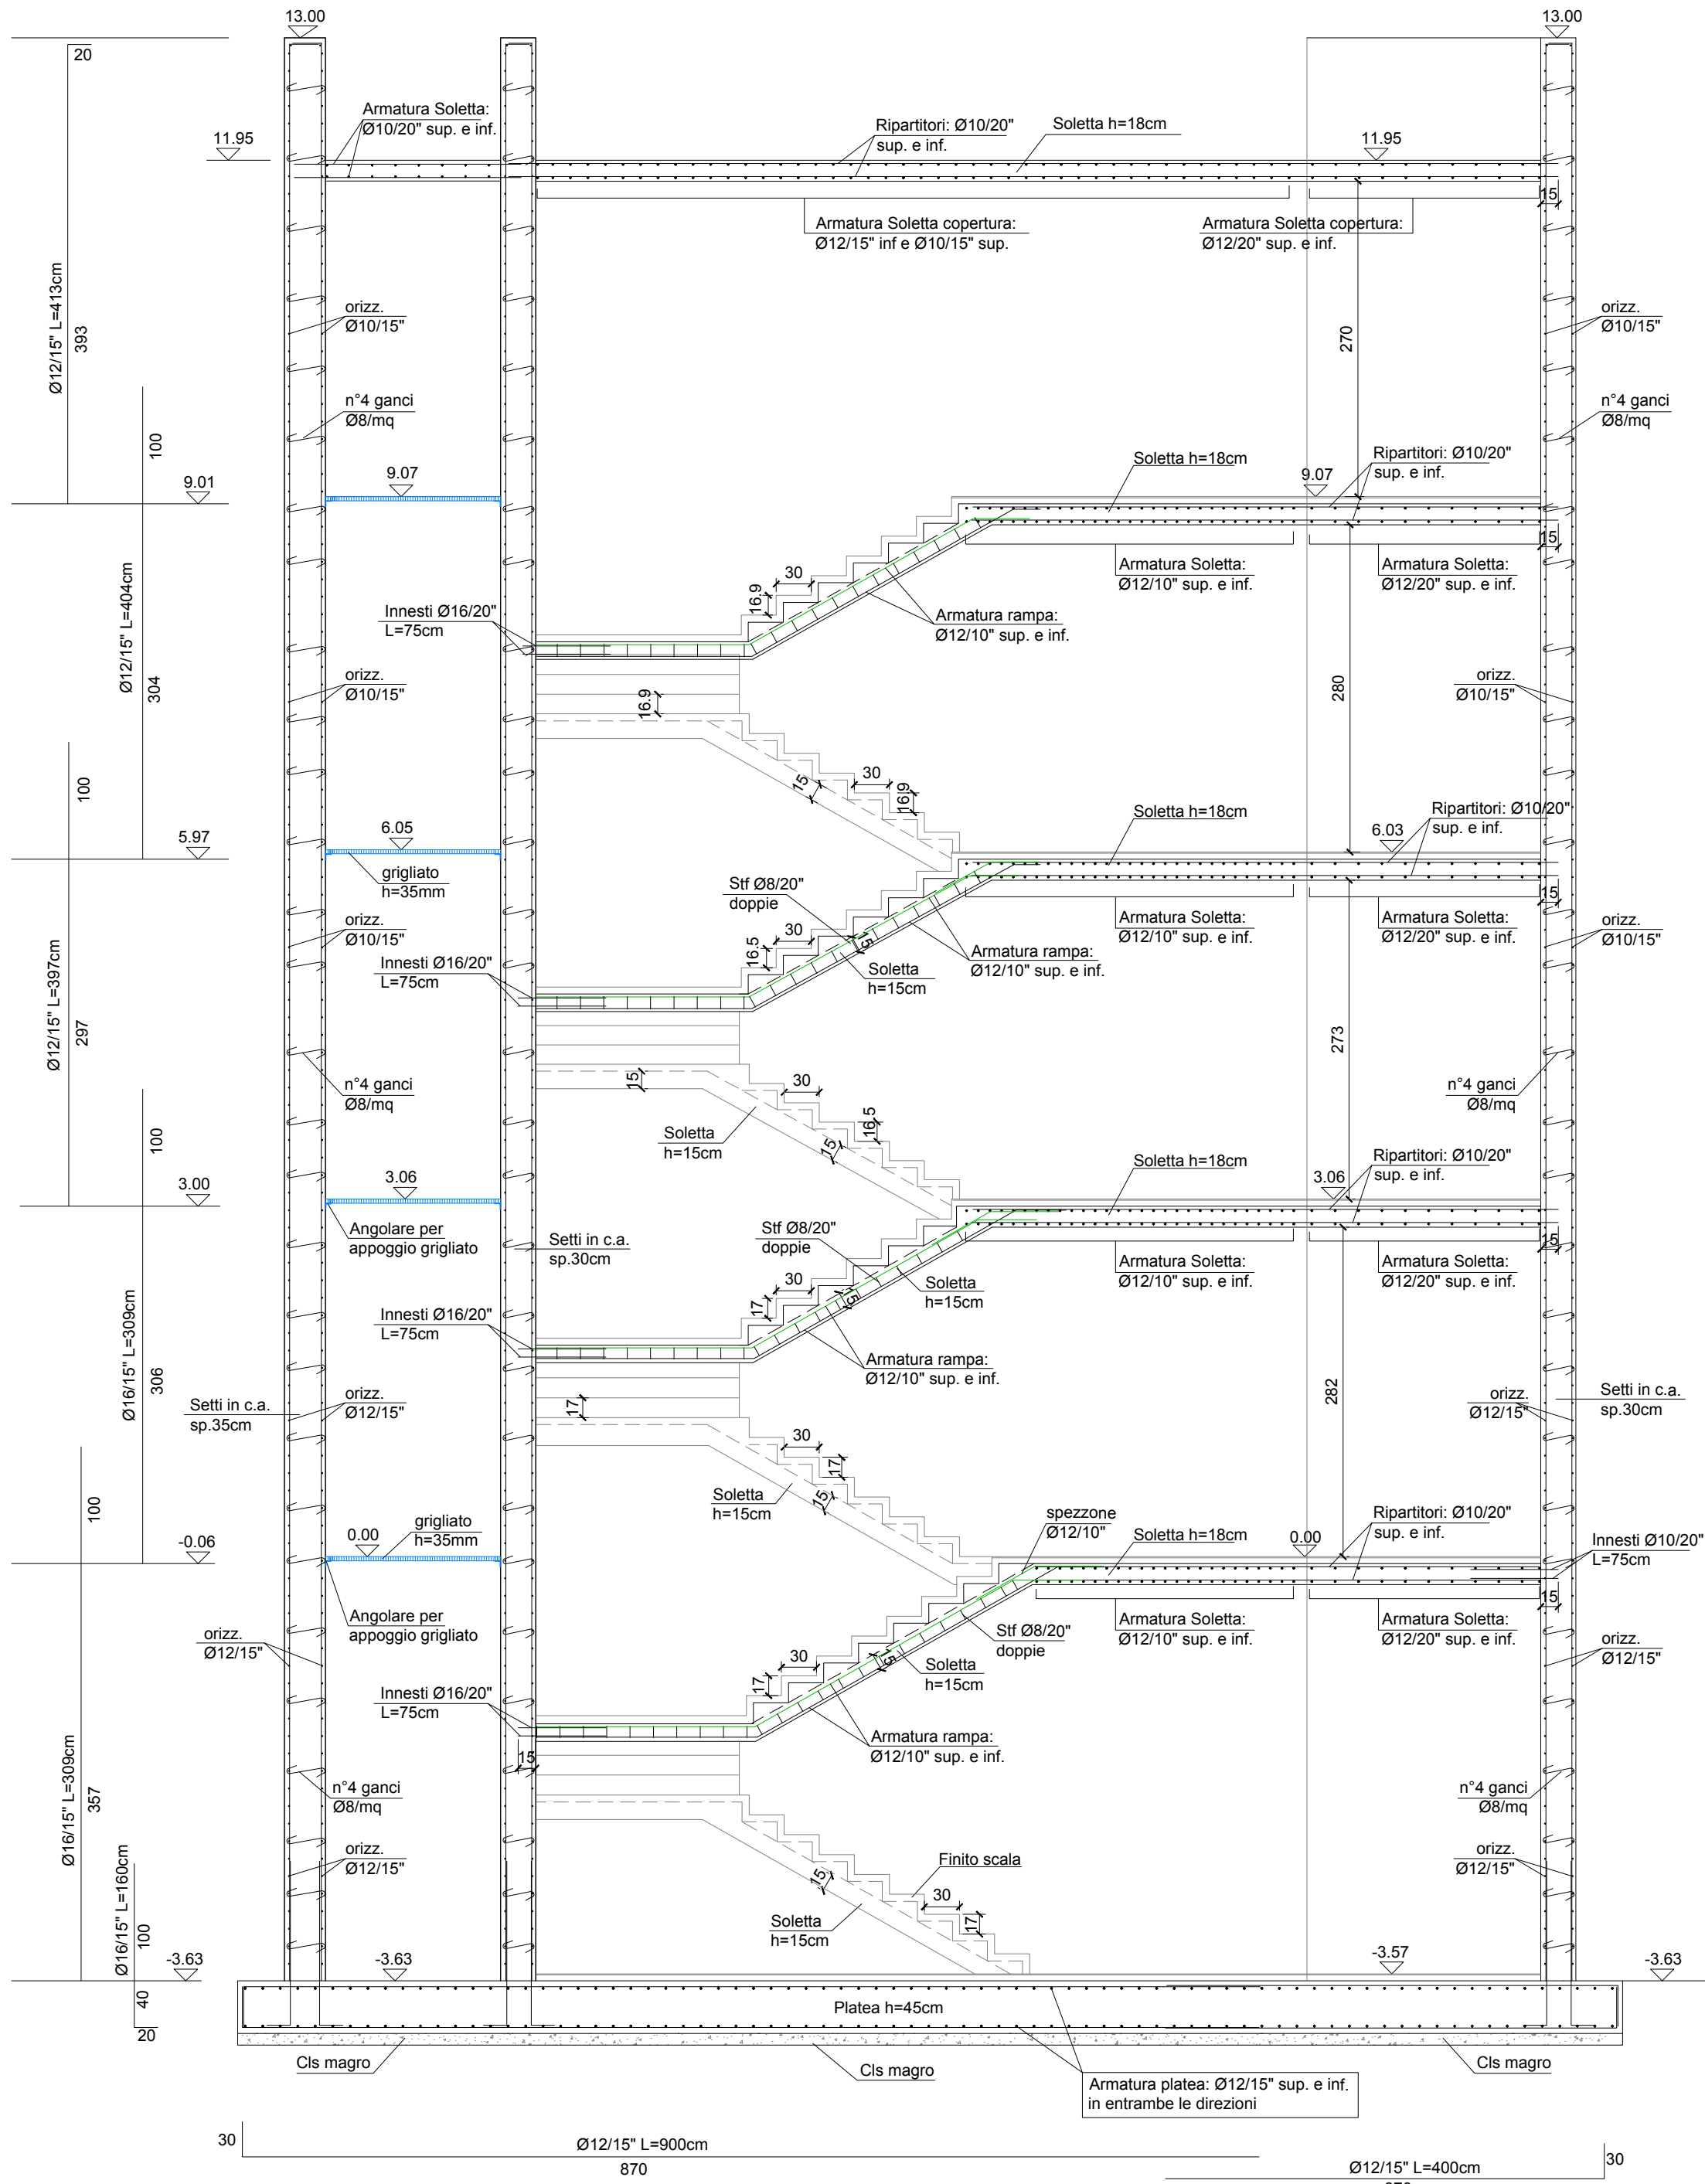 13.00
13.00
20
Armatura Soletta:
Ø10/20" sup. e inf.
11.95
Ripartitori: Ø10/20"
sup. e inf.
Soletta h=18cm
11.95
15
Armatura Soletta copertura:
Ø12/15" inf e Ø10/15" sup.
Armatura Soletta copertura:
Ø12/20" sup. e inf.
Ø12/15" L=413cm
393
orizz.
Ø10/15"
270
orizz.
Ø10/15"
n°4 ganci
Ø8/mq
n°4 ganci
Ø8/mq
100
9.01
9.07
Soletta h=18cm
9.07
Ripartitori: Ø10/20"
sup. e inf.
15
Armatura Soletta:
Ø12/10" sup. e inf.
Armatura Soletta:
Ø12/20" sup. e inf.
30
16.9
Innesti Ø16/20"
L=75cm
Armatura rampa:
Ø12/10" sup. e inf.
Ø12/15" L=404cm
304
orizz.
Ø10/15"
16.9
280
orizz.
Ø10/15"
15
30
16.9
100
5.97
6.05
Soletta h=18cm
Ripartitori: Ø10/20"
sup. e inf.
6.03
grigliato
h=35mm
Stf Ø8/20"
doppie
15
Armatura Soletta:
Ø12/10" sup. e inf.
Armatura Soletta:
Ø12/20" sup. e inf.
orizz.
Ø10/15"
orizz.
Ø10/15"
30
16.5
15
Innesti Ø16/20"
L=75cm
Soletta
h=15cm
Armatura rampa:
Ø12/10" sup. e inf.
Ø12/15" L=397cm
297
273
n°4 ganci
Ø8/mq
15
30
16.5
15
Soletta
h=15cm
n°4 ganci
Ø8/mq
100
3.00
3.06
Soletta h=18cm
Ripartitori: Ø10/20"
sup. e inf.
3.06
Angolare per
appoggio grigliato
Setti in c.a.
sp.30cm
Stf Ø8/20"
doppie
15
Armatura Soletta:
Ø12/10" sup. e inf.
Armatura Soletta:
Ø12/20" sup. e inf.
30
17
15
Soletta
h=15cm
Innesti Ø16/20"
L=75cm
Armatura rampa:
Ø12/10" sup. e inf.
Ø16/15" L=309cm
306
Setti in c.a.
sp.35cm
orizz.
Ø12/15"
17
282
orizz.
Ø12/15"
Setti in c.a.
sp.30cm
30
17
15
Soletta
h=15cm
100
-0.06
0.00
grigliato
h=35mm
spezzone
Ø12/10"
Soletta h=18cm
0.00
Ripartitori: Ø10/20"
sup. e inf.
Innesti Ø10/20"
L=75cm
15
Angolare per
appoggio grigliato
Stf Ø8/20"
doppie
Armatura Soletta:
Ø12/10" sup. e inf.
Armatura Soletta:
Ø12/20" sup. e inf.
orizz.
Ø12/15"
orizz.
Ø12/15"
30
17
15
Soletta
h=15cm
Innesti Ø16/20"
L=75cm
Armatura rampa:
Ø12/10" sup. e inf.
15
Ø16/15" L=309cm
357
n°4 ganci
Ø8/mq
n°4 ganci
Ø8/mq
orizz.
Ø12/15"
Finito scala
orizz.
Ø12/15"
15
30
17
Soletta
h=15cm
Ø16/15" L=160cm
100
-3.63
-3.63
-3.57
-3.63
40
20
Platea h=45cm
Cls magro
Cls magro
Cls magro
Armatura platea: Ø12/15" sup. e inf.
in entrambe le direzioni
30
Ø12/15" L=900cm
870
Ø12/15" L=400cm
30